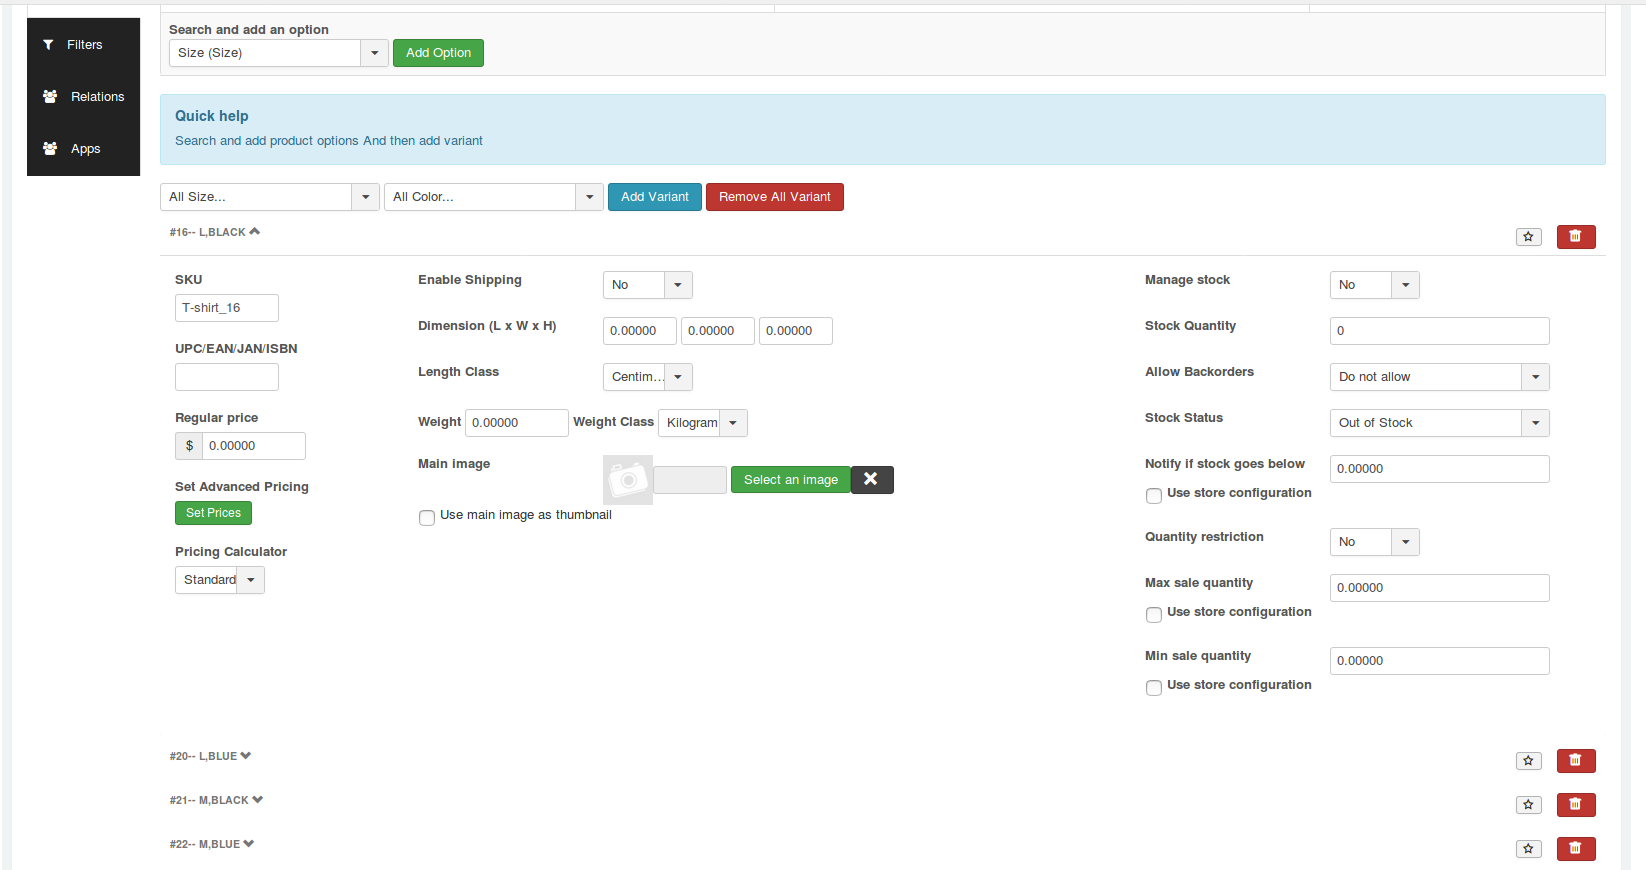 Filters
Relations
Apps
Search and add an option
Size (Size)
Add Option
Quick help
Search and add product options And then add variant
All Size...
All Color...
Add Variant
Remove All Variant
#16-- L,BLACK
SKU
T-shirt_16
UPC/EAN/JAN/ISBN
Regular price
$ 0.00000
Set Advanced Pricing
Set Prices
Pricing Calculator
Standard
Enable Shipping
No
Dimension (L x W x H)
0.00000 0.00000 0.00000
Length Class
Centim...
Weight 0.00000 Weight Class Kilogram
Main image
Select an image
Use main image as thumbnail
Manage stock
No
Stock Quantity
0
Allow Backorders
Do not allow
Stock Status
Out of Stock
Notify if stock goes below
0.00000
Use store configuration
Quantity restriction
No
Max sale quantity
0.00000
Use store configuration
Min sale quantity
0.00000
Use store configuration
#20-- L,BLUE
#21-- M,BLACK
#22-- M,BLUE